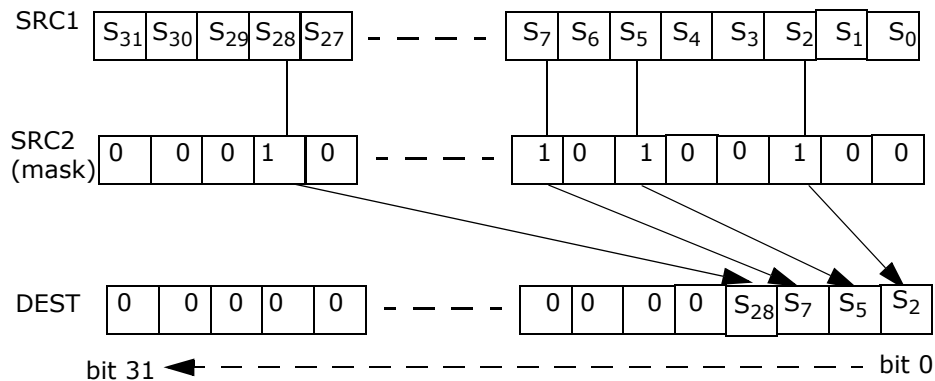 SRC1 S31 S30 S29 S28 S27 S7 S6 S5 S4 S3 S2 S1 S0
SRC2
(mask) 0 0 0 1 0 1 0 1 0 0 1 0 0
DEST 0 0 0 0 0 0 0 0 0 S28 S7 S5 S2
bit 31 bit 0